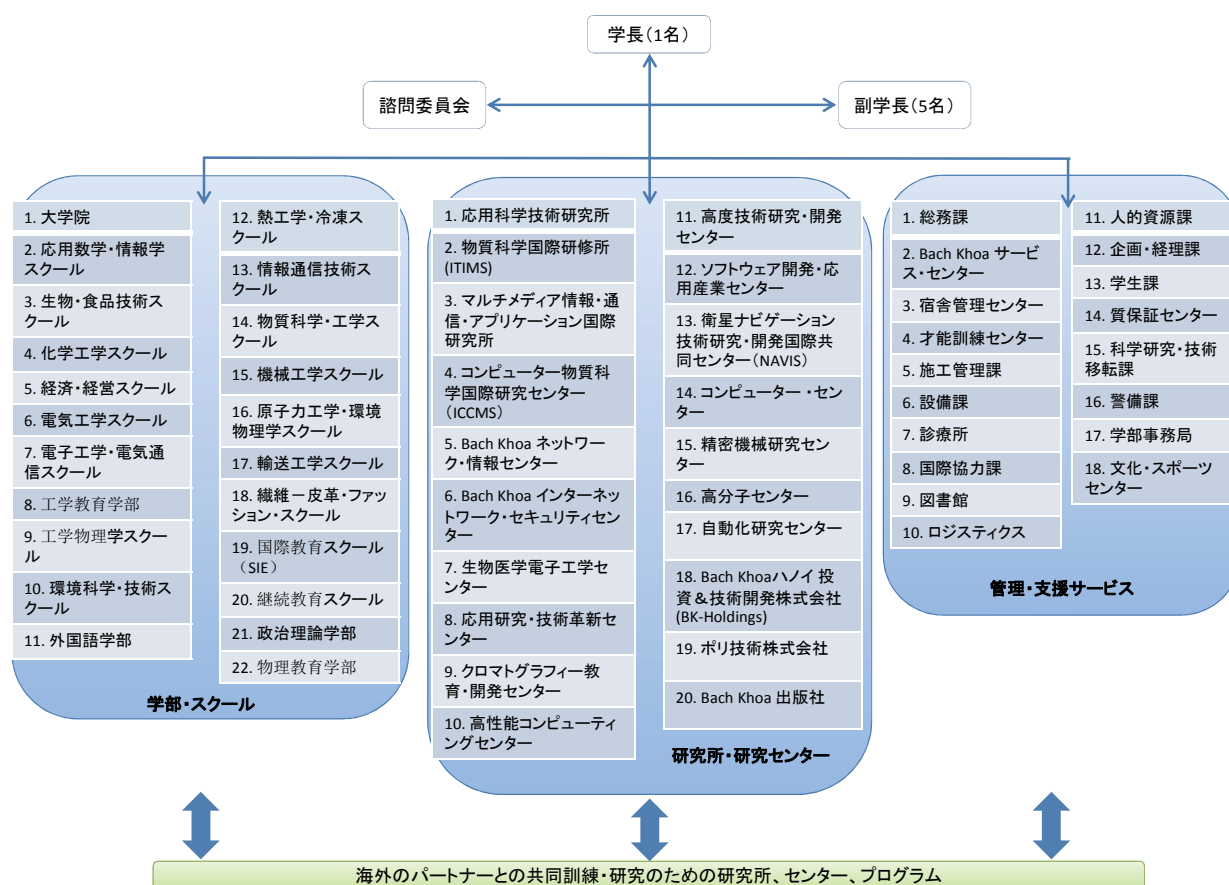 学長(1名)
諮問委員会
副学長(5名)
1. 大学院
2. 応用数学・情報学
スクール
3. 生物・食品技術ス
クール
4. 化学工学スクール
5. 経済・経営スクール
6. 電気工学スクール
7. 電子工学・電気通
信スクール
8. 工学教育学部
9. 工学物理学スクー
ル
10. 環境科学・技術ス
クール
11. 外国語学部
12. 熱工学・冷凍ス
クール
13. 情報通信技術ス
クール
14. 物質科学・工学ス
クール
15. 機械工学スクール
16. 原子力工学・環境
物理学スクール
17. 輸送工学スクール
18. 繊維－皮革・ファッ
ション・スクール
19. 国際教育スクール
（SIE）
20. 継続教育スクール
21. 政治理論学部
22. 物理教育学部
学部・スクール
1. 応用科学技術研究所
2. 物質科学国際研修所
(ITIMS)
3. マルチメディア情報・通
信・アプリケーション国際
研究所
4. コンピューター物質科
学国際研究センター
（ICCMS)
5. Bach Khoa ネットワー
ク・情報センター
6. Bach Khoa インターネッ
トワーク・セキュリティセン
ター
7. 生物医学電子工学セ
ンター
8. 応用研究・技術革新セ
ンター
9. クロマトグラフィー教
育・開発センター
10. 高性能コンピューティ
ングセンター
11. 高度技術研究・開発
センター
12. ソフトウェア開発・応
用産業センター
13. 衛星ナビゲーション
技術研究・開発国際共
同センター（NAVIS)
14. コンピューター ・セン
ター
15. 精密機械研究セン
ター
16. 高分子センター
17. 自動化研究センター
18. Bach Khoaハノイ 投
資＆技術開発株式会社
(BK-Holdings)
19. ポリ技術株式会社
20. Bach Khoa 出版社
研究所・研究センター
1. 総務課
2. Bach Khoa サービ
ス・センター
3. 宿舎管理センター
4. 才能訓練センター
5. 施工管理課
6. 設備課
7. 診療所
8. 国際協力課
9. 図書館
10. ロジスティクス
11. 人的資源課
12. 企画・経理課
13. 学生課
14. 質保証センター
15. 科学研究・技術
移転課
16. 警備課
17. 学部事務局
18. 文化・スポーツ
センター
管理・支援サービス
海外のパートナーとの共同訓練・研究のための研究所、センター、プログラム